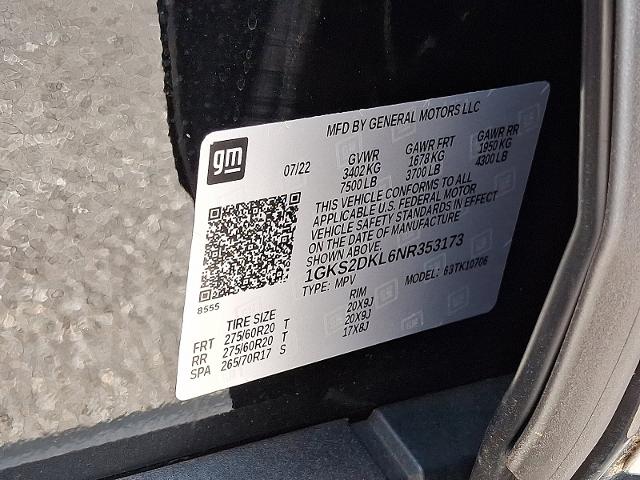 gm
MFD BY GENERAL MOTORS LLC
07/22
GVWR GAWR FRT GAWR RR
3402 KG 1678 KG 1950 KG
7500 LB 3700 LB 4300 LB
THIS VEHICLE CONFORMS TO ALL
APPLICABLE U.S. FEDERAL MOTOR
VEHICLE SAFETY STANDARDS IN EFFECT
ON THE DATE OF MANUFACTURE
SHOWN ABOVE.
1GKS2DKL6NR353173
TYPE: MPV MODEL: 63TK10706
8555
TIRE SIZE RIM
FRT 275/60R20 T 20X9J
RR 275/60R20 T 20X9J
SPA 265/70R17 S 17X8J